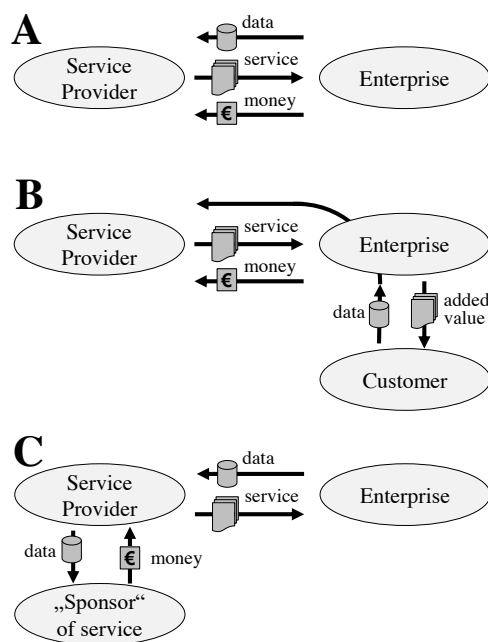 A
data
Service
Provider
service
Enterprise
€
money
B
Service
Provider
service
Enterprise
€
money
data
added
value
Customer
C
data
Service
Provider
service
Enterprise
data
€
money
„Sponsor“
of service